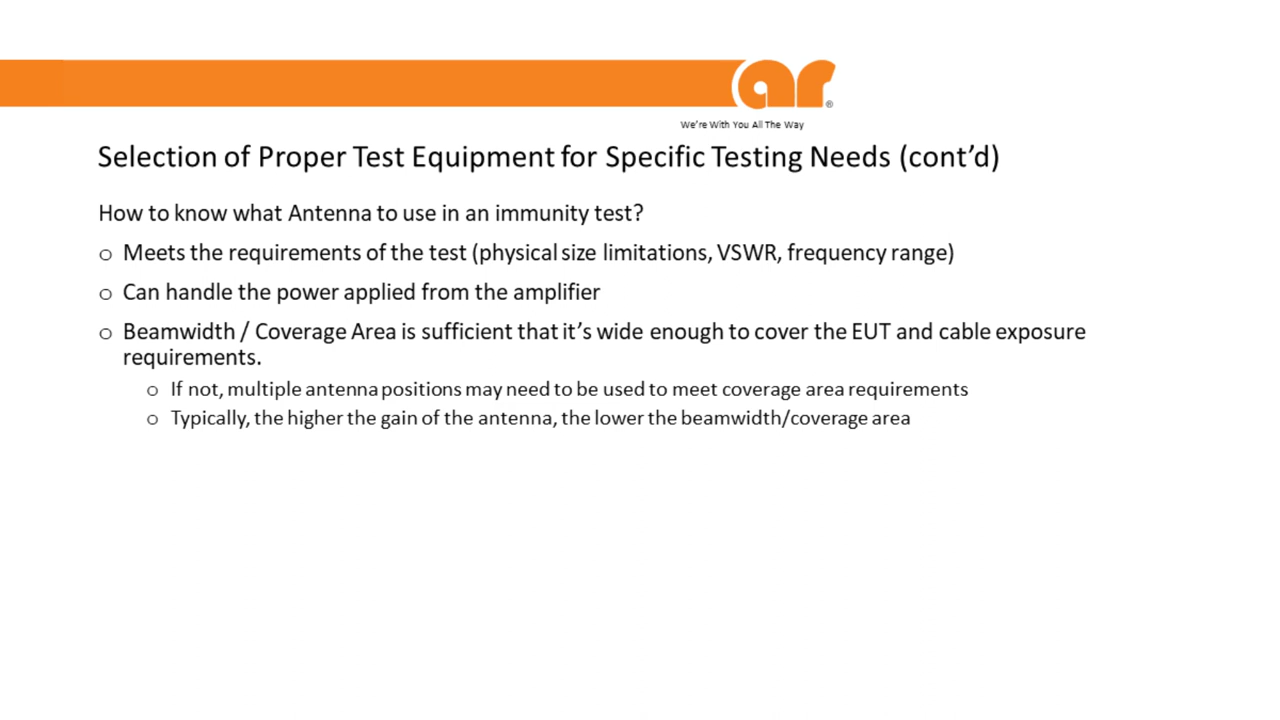 ar®
We're With You All The Way
Selection of Proper Test Equipment for Specific Testing Needs (cont'd)
How to know what Antenna to use in an immunity test?
o Meets the requirements of the test (physical size limitations, VSWR, frequency range)
o Can handle the power applied from the amplifier
o Beamwidth / Coverage Area is sufficient that it's wide enough to cover the EUT and cable exposure
requirements.
o If not, multiple antenna positions may need to be used to meet coverage area requirements
o Typically, the higher the gain of the antenna, the lower the beamwidth/coverage area